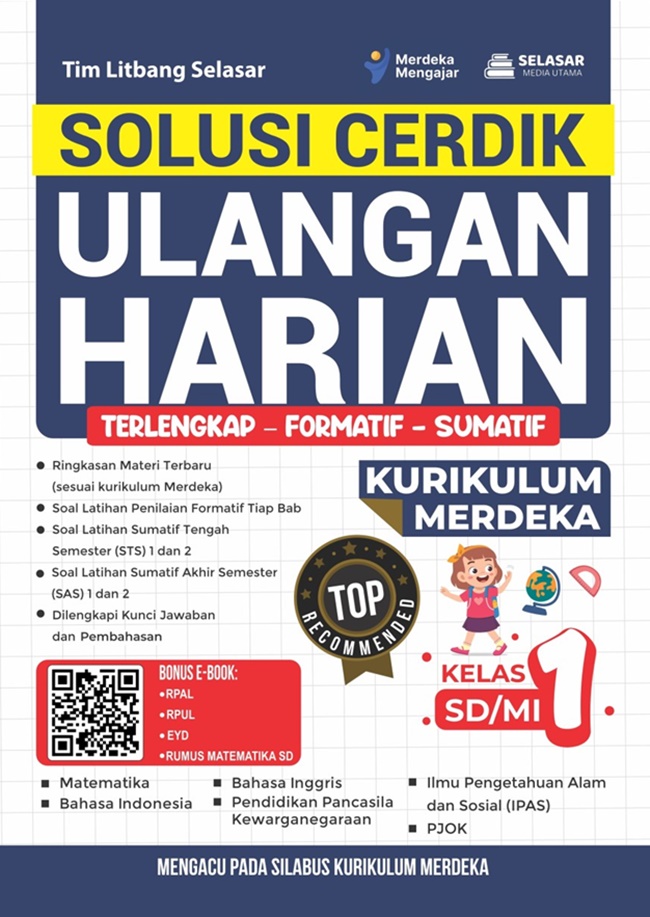 Tim Litbang Selasar
Merdeka
Mengajar
SELASAR
MEDIA UTAMA
SOLUSI CERDIK
ULANGAN
HARIAN
TERLENGKAP – FORMATIF - SUMATIF
Ringkasan Materi Terbaru
(sesuai kurikulum Merdeka)
Soal Latihan Penilaian Formatif Tiap Bab
Soal Latihan Sumatif Tengah
Semester (STS) 1 dan 2
Soal Latihan Sumatif Akhir Semester
(SAS) 1 dan 2
Dilengkapi Kunci Jawaban
dan Pembahasan
KURIKULUM
MERDEKA
TOP
RECOMMENDED
KELAS
1
SD/MI
BONUS E-BOOK:
•RPAL
•RPUL
• EYD
•RUMUS MATEMATIKA SD
Matematika
Bahasa Indonesia
Bahasa Inggris
Pendidikan Pancasila
Kewarganegaraan
Ilmu Pengetahuan Alam
dan Sosial (IPAS)
PJOK
MENGACU PADA SILABUS KURIKULUM MERDEKA